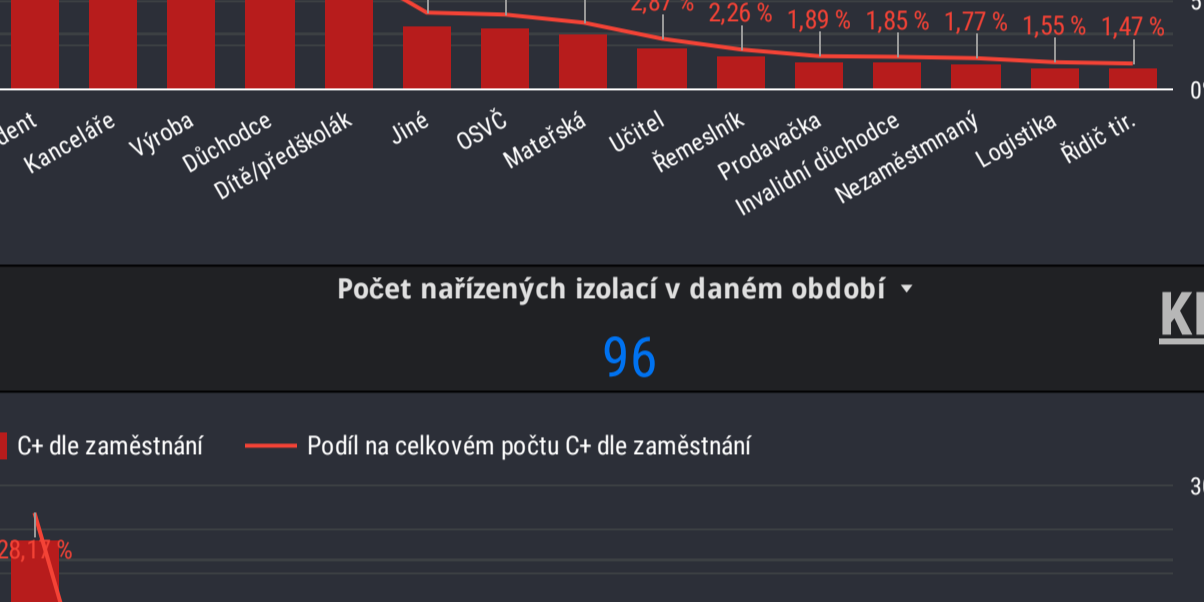 2,87 % 2,26 % 1,89 % 1,85 % 1,77 % 1,55 % 1,47 %
Kanceláře Výroba Důchodce Dítě/předškolák Jiné OSVČ Mateřská Učitel Řemeslník Prodavačka Invalidní důchodce Nezaměstmnaný Logistika Řidič tir.
Počet nařízených izolací v daném období
96
C+ dle zaměstnání Podíl na celkovém počtu C+ dle zaměstnání
28,17 %